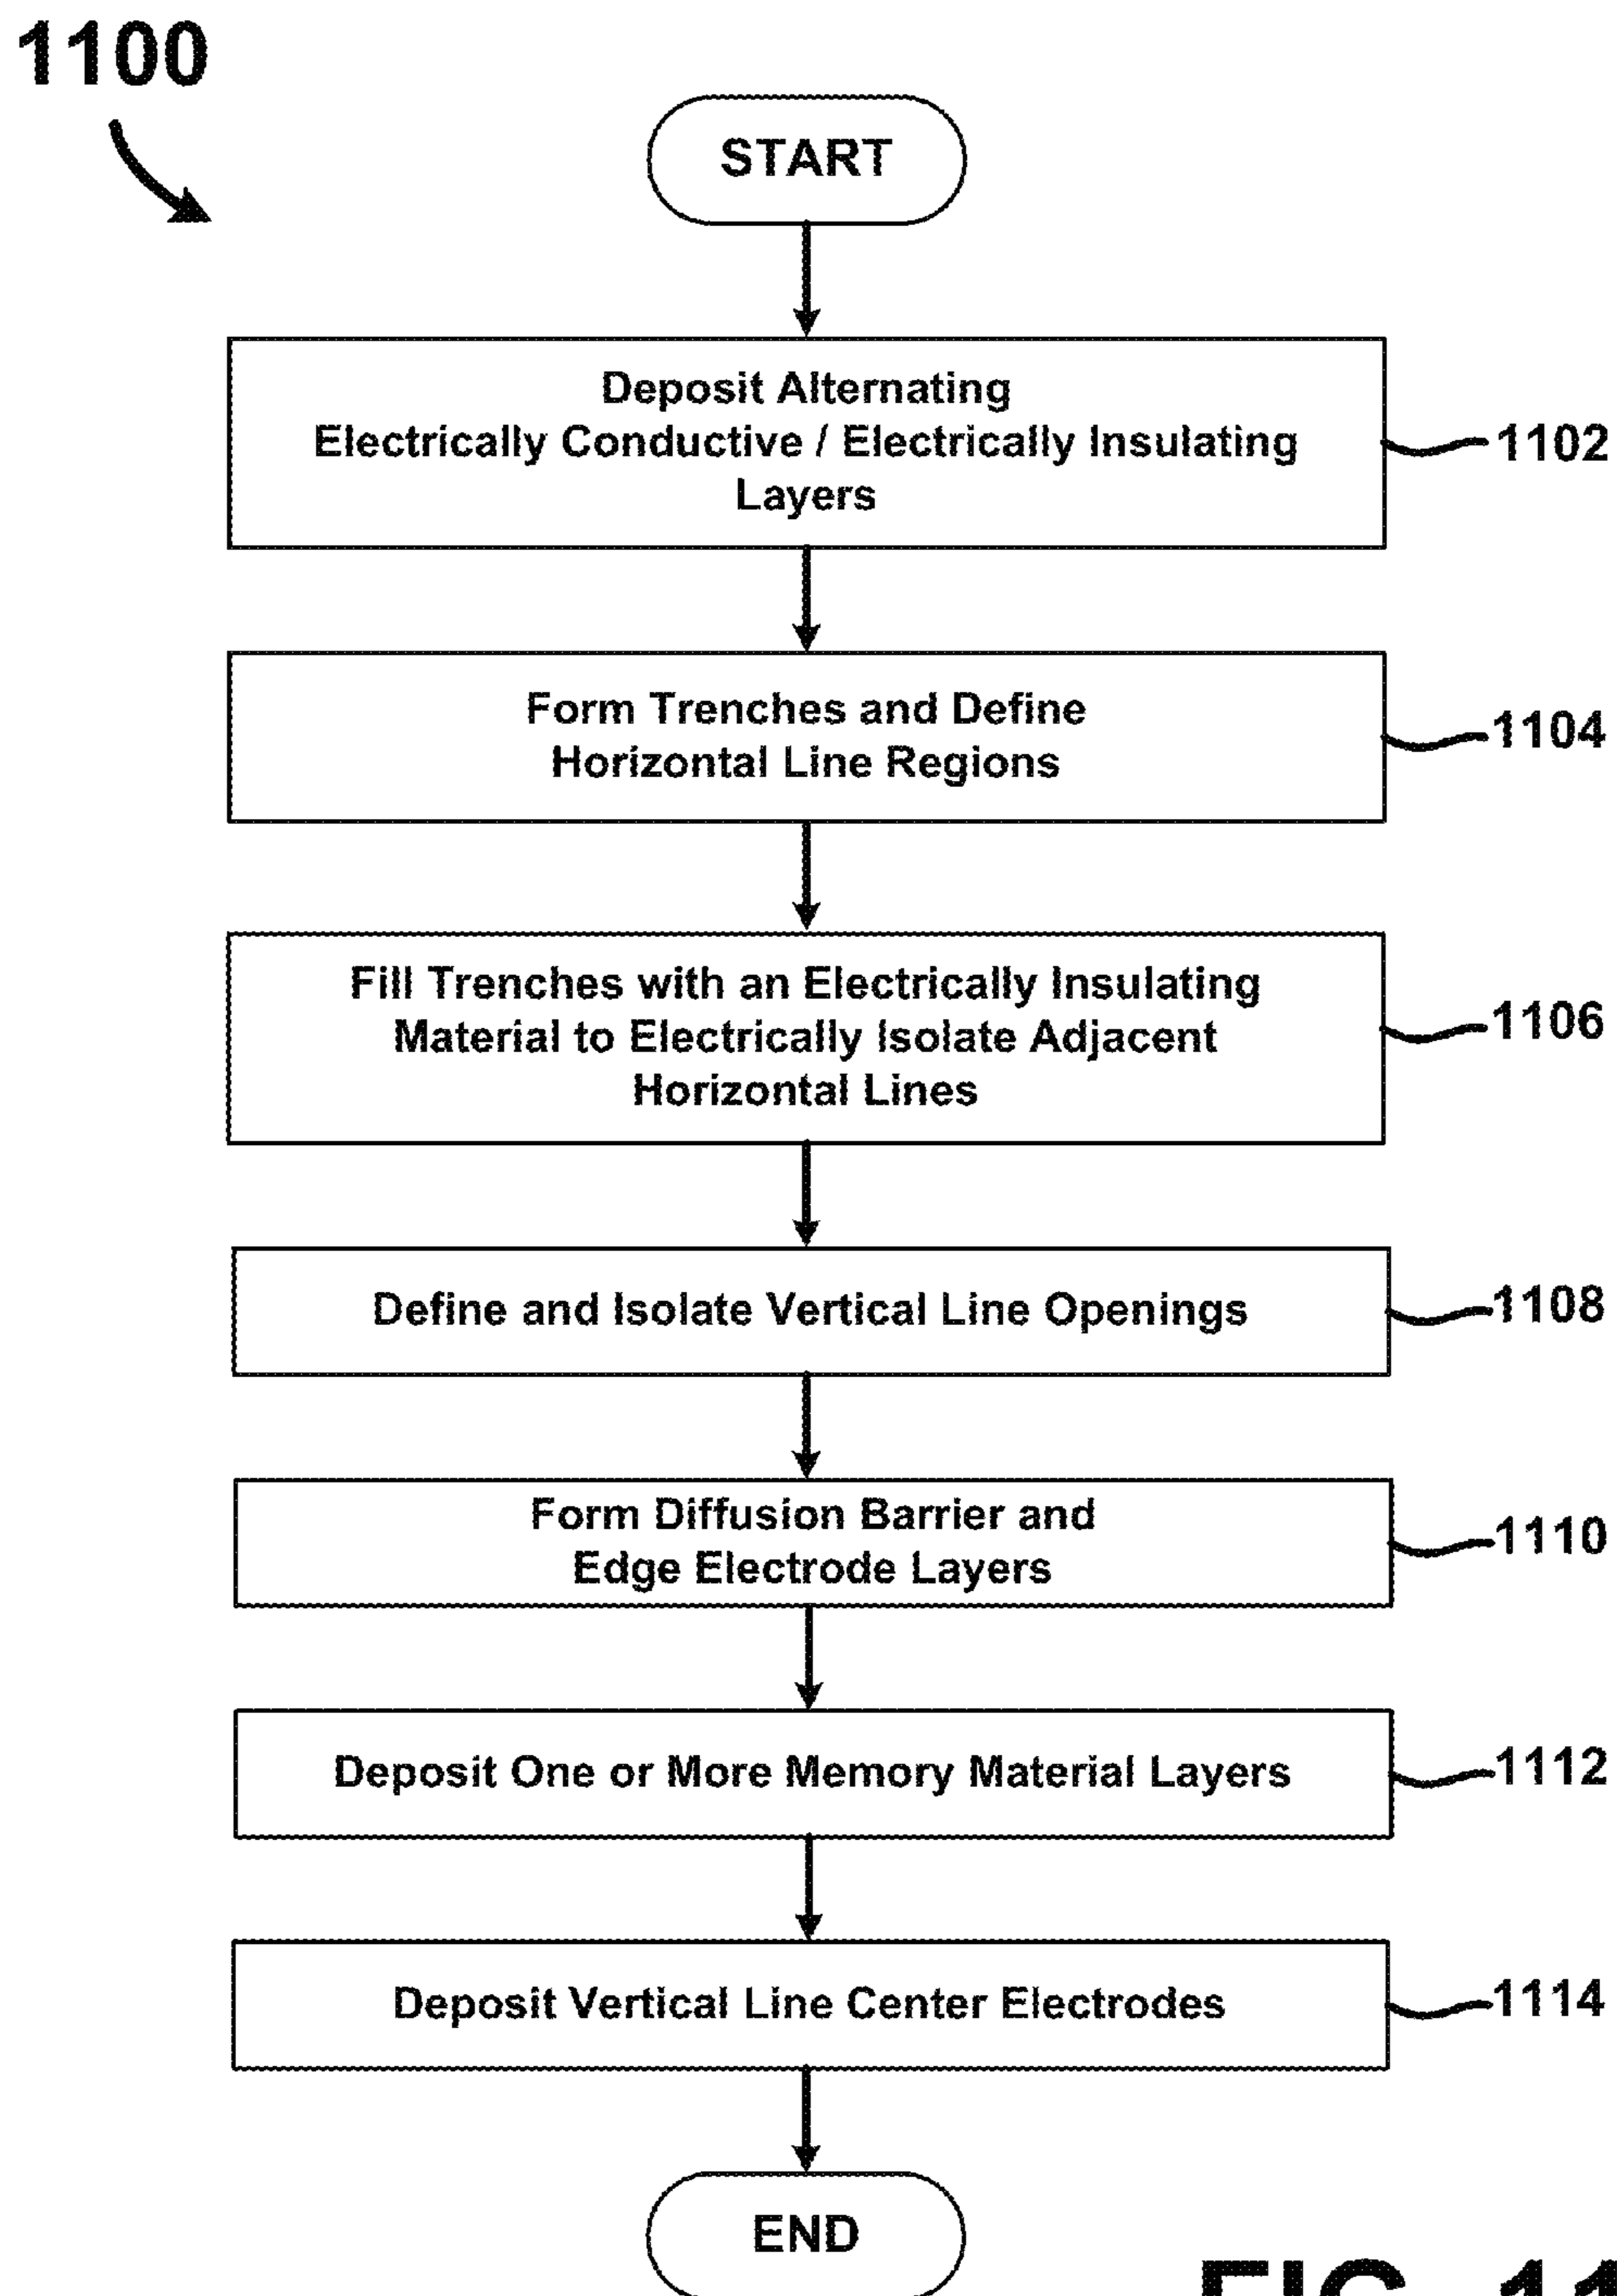 1100
START
Deposit Alternating
Electrically Conductive / Electrically Insulating
Layers
1102
Form Trenches and Define
Horizontal Line Regions
1104
Fill Trenches with an Electrically Insulating
Material to Electrically Isolate Adjacent
Horizontal Lines
1106
Define and Isolate Vertical Line Openings
1108
Form Diffusion Barrier and
Edge Electrode Layers
1110
Deposit One or More Memory Material Layers
1112
Deposit Vertical Line Center Electrodes
1114
END
FIG. 11